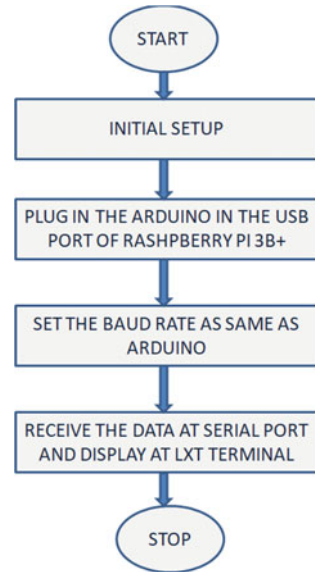 START
INITIAL SETUP
PLUG IN THE ARDUINO IN THE USB
PORT OF RASHPBERRY PI 3B+
SET THE BAUD RATE AS SAME AS
ARDUINO
RECEIVE THE DATA AT SERIAL PORT
AND DISPLAY AT LXT TERMINAL
STOP